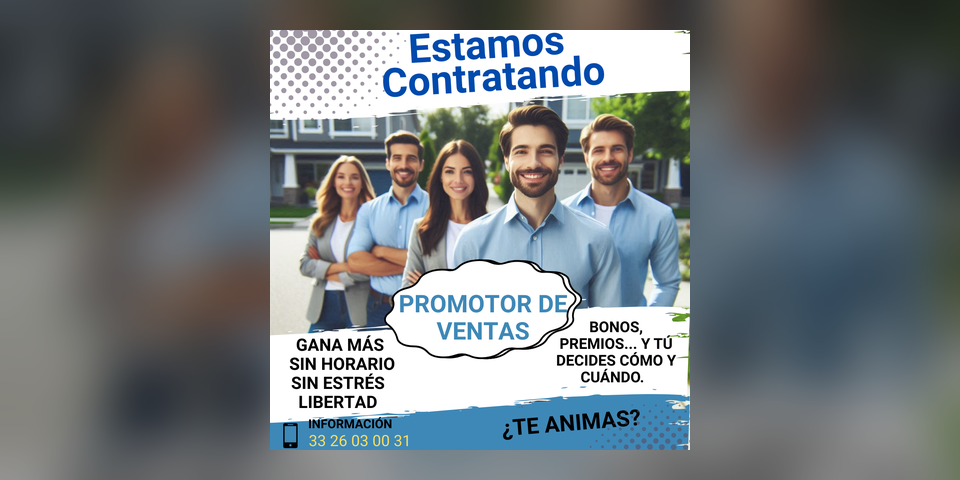 Estamos
Contratando
PROMOTOR DE
VENTAS
GANA MÁS
SIN HORARIO
SIN ESTRÉS
LIBERTAD
BONOS,
PREMIOS... Y TÚ
DECIDES CÓMO Y
CUÁNDO.
INFORMACIÓN
33 26 03 00 31
¿TE ANIMAS?